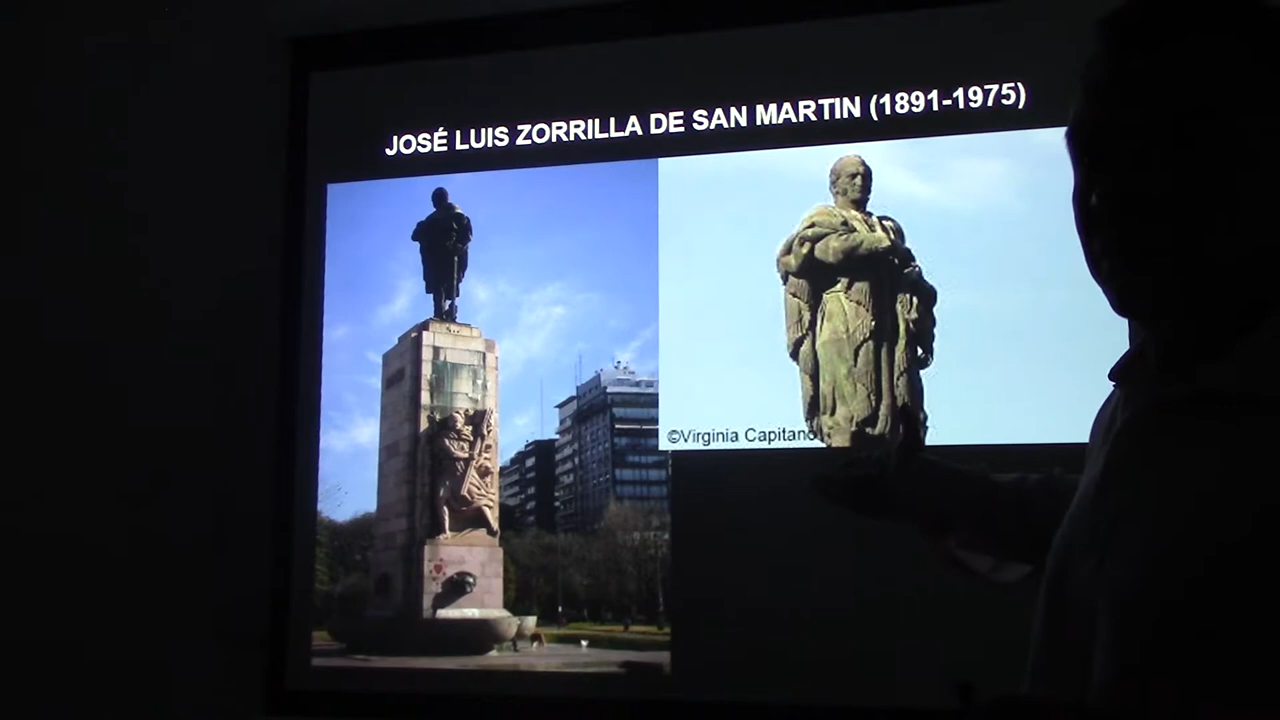 JOSÉ LUIS ZORRILLA DE SAN MARTIN (1891-1975)
©Virginia Capitano